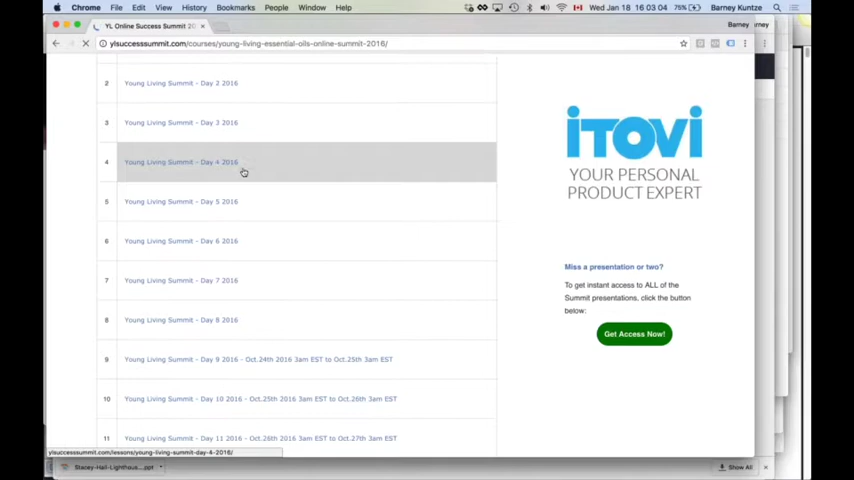 Chrome File Edit View History Bookmarks People Window Help
75% Wed Jan 18 16:03:04 Barney Kuntze
YL Online Success Summit 20
Barney
ylsuccesssummit.com/courses/young-living-essential-oils-online-summit-2016/
2 Young Living Summit - Day 2 2016
3 Young Living Summit - Day 3 2016
4 Young Living Summit - Day 4 2016
5 Young Living Summit - Day 5 2016
6 Young Living Summit - Day 6 2016
7 Young Living Summit - Day 7 2016
8 Young Living Summit - Day 8 2016
9 Young Living Summit - Day 9 2016 - Oct.24th 2016 3am EST to Oct.25th 3am EST
10 Young Living Summit - Day 10 2016 - Oct.25th 2016 3am EST to Oct.26th 3am EST
11 Young Living Summit - Day 11 2016 - Oct.26th 2016 3am EST to Oct.27th 3am EST
iTOVi
YOUR PERSONAL
PRODUCT EXPERT
Miss a presentation or two?
To get instant access to ALL of the
Summit presentations, click the button
below:
Get Access Now!
ylsuccesssummit.com/lessons/young-living-summit-day-4-2016/
Stacey-Hall-Lighthous....ppt
Show All